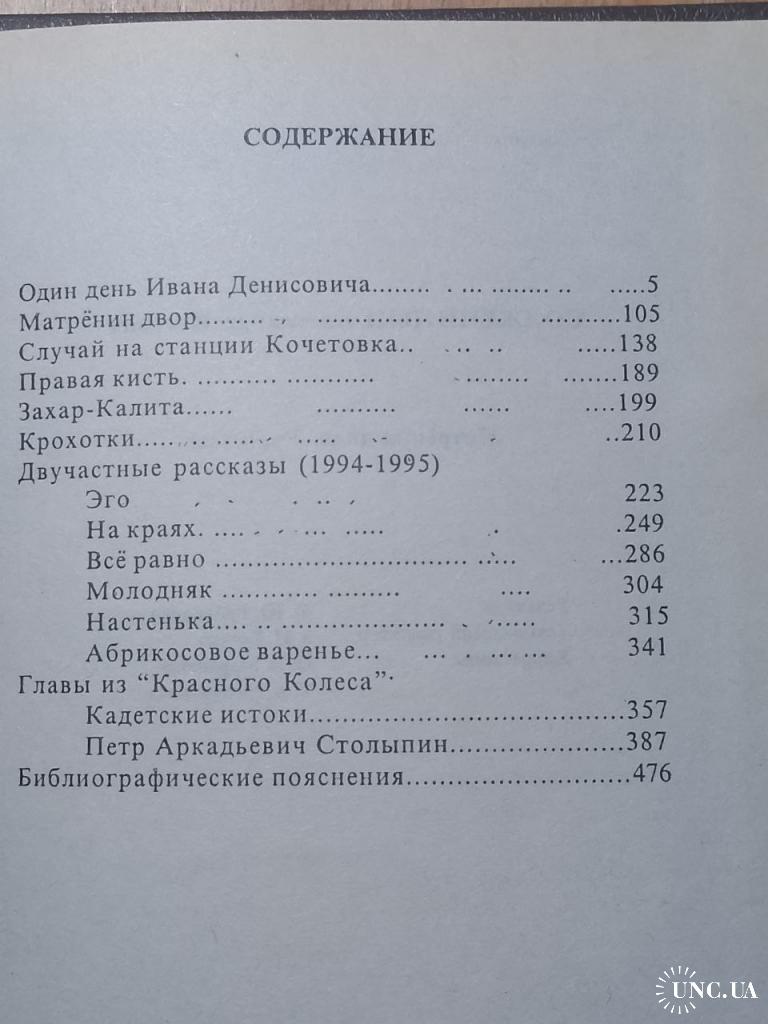 СОДЕРЖАНИЕ
Один день Ивана Денисовича........ . ... ........ .. .....5
Матрёнин двор.......... .. ................ .......... ...........105
Случай на станции Кочетовка.. .. .. .. .....138
Правая кисть. .......... ............ ......... .......189
Захар-Калита...... .......... ...... ....199
Крохотки......... ...... ..... .. . ..210
Двучастные рассказы (1994-1995)
Эго . . . .. . 223
На краях. .... . . ... ..... . .249
Всё равно ................................ ..... ...286
Молодняк ............ ......... .... 304
Настенька.... .. ............ . ....... 315
Абрикосовое варенье... ... . ... ... 341
Главы из “Красного Колеса”·
Кадетские истоки........................................357
Петр Аркадьевич Столыпин......................387
Библиографические пояснения............................476
UNC.UA